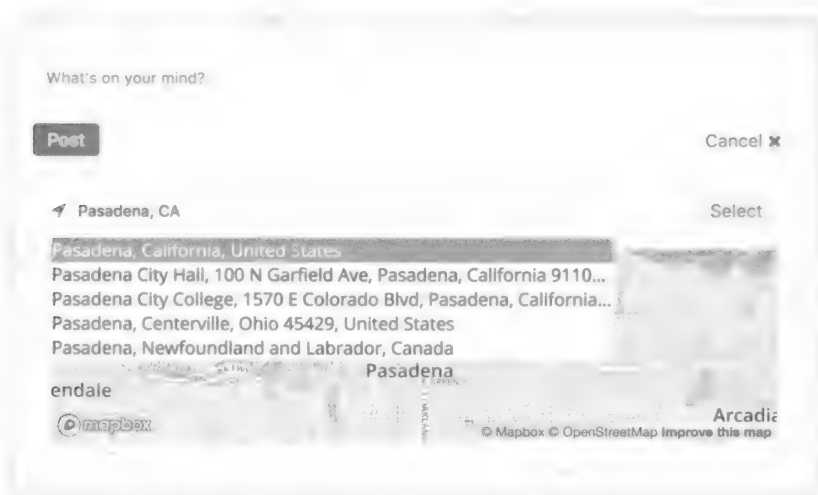 What's on your mind?
Post
Cancel ✖
Pasadena, CA
Select
Pasadena, California, United States
Pasadena City Hall, 100 N Garfield Ave, Pasadena, California 9110...
Pasadena City College, 1570 E Colorado Blvd, Pasadena, California...
Pasadena, Centerville, Ohio 45429, United States
Pasadena, Newfoundland and Labrador, Canada
Pasadena
endale
Arcadia
mapbox
© Mapbox © OpenStreetMap Improve this map